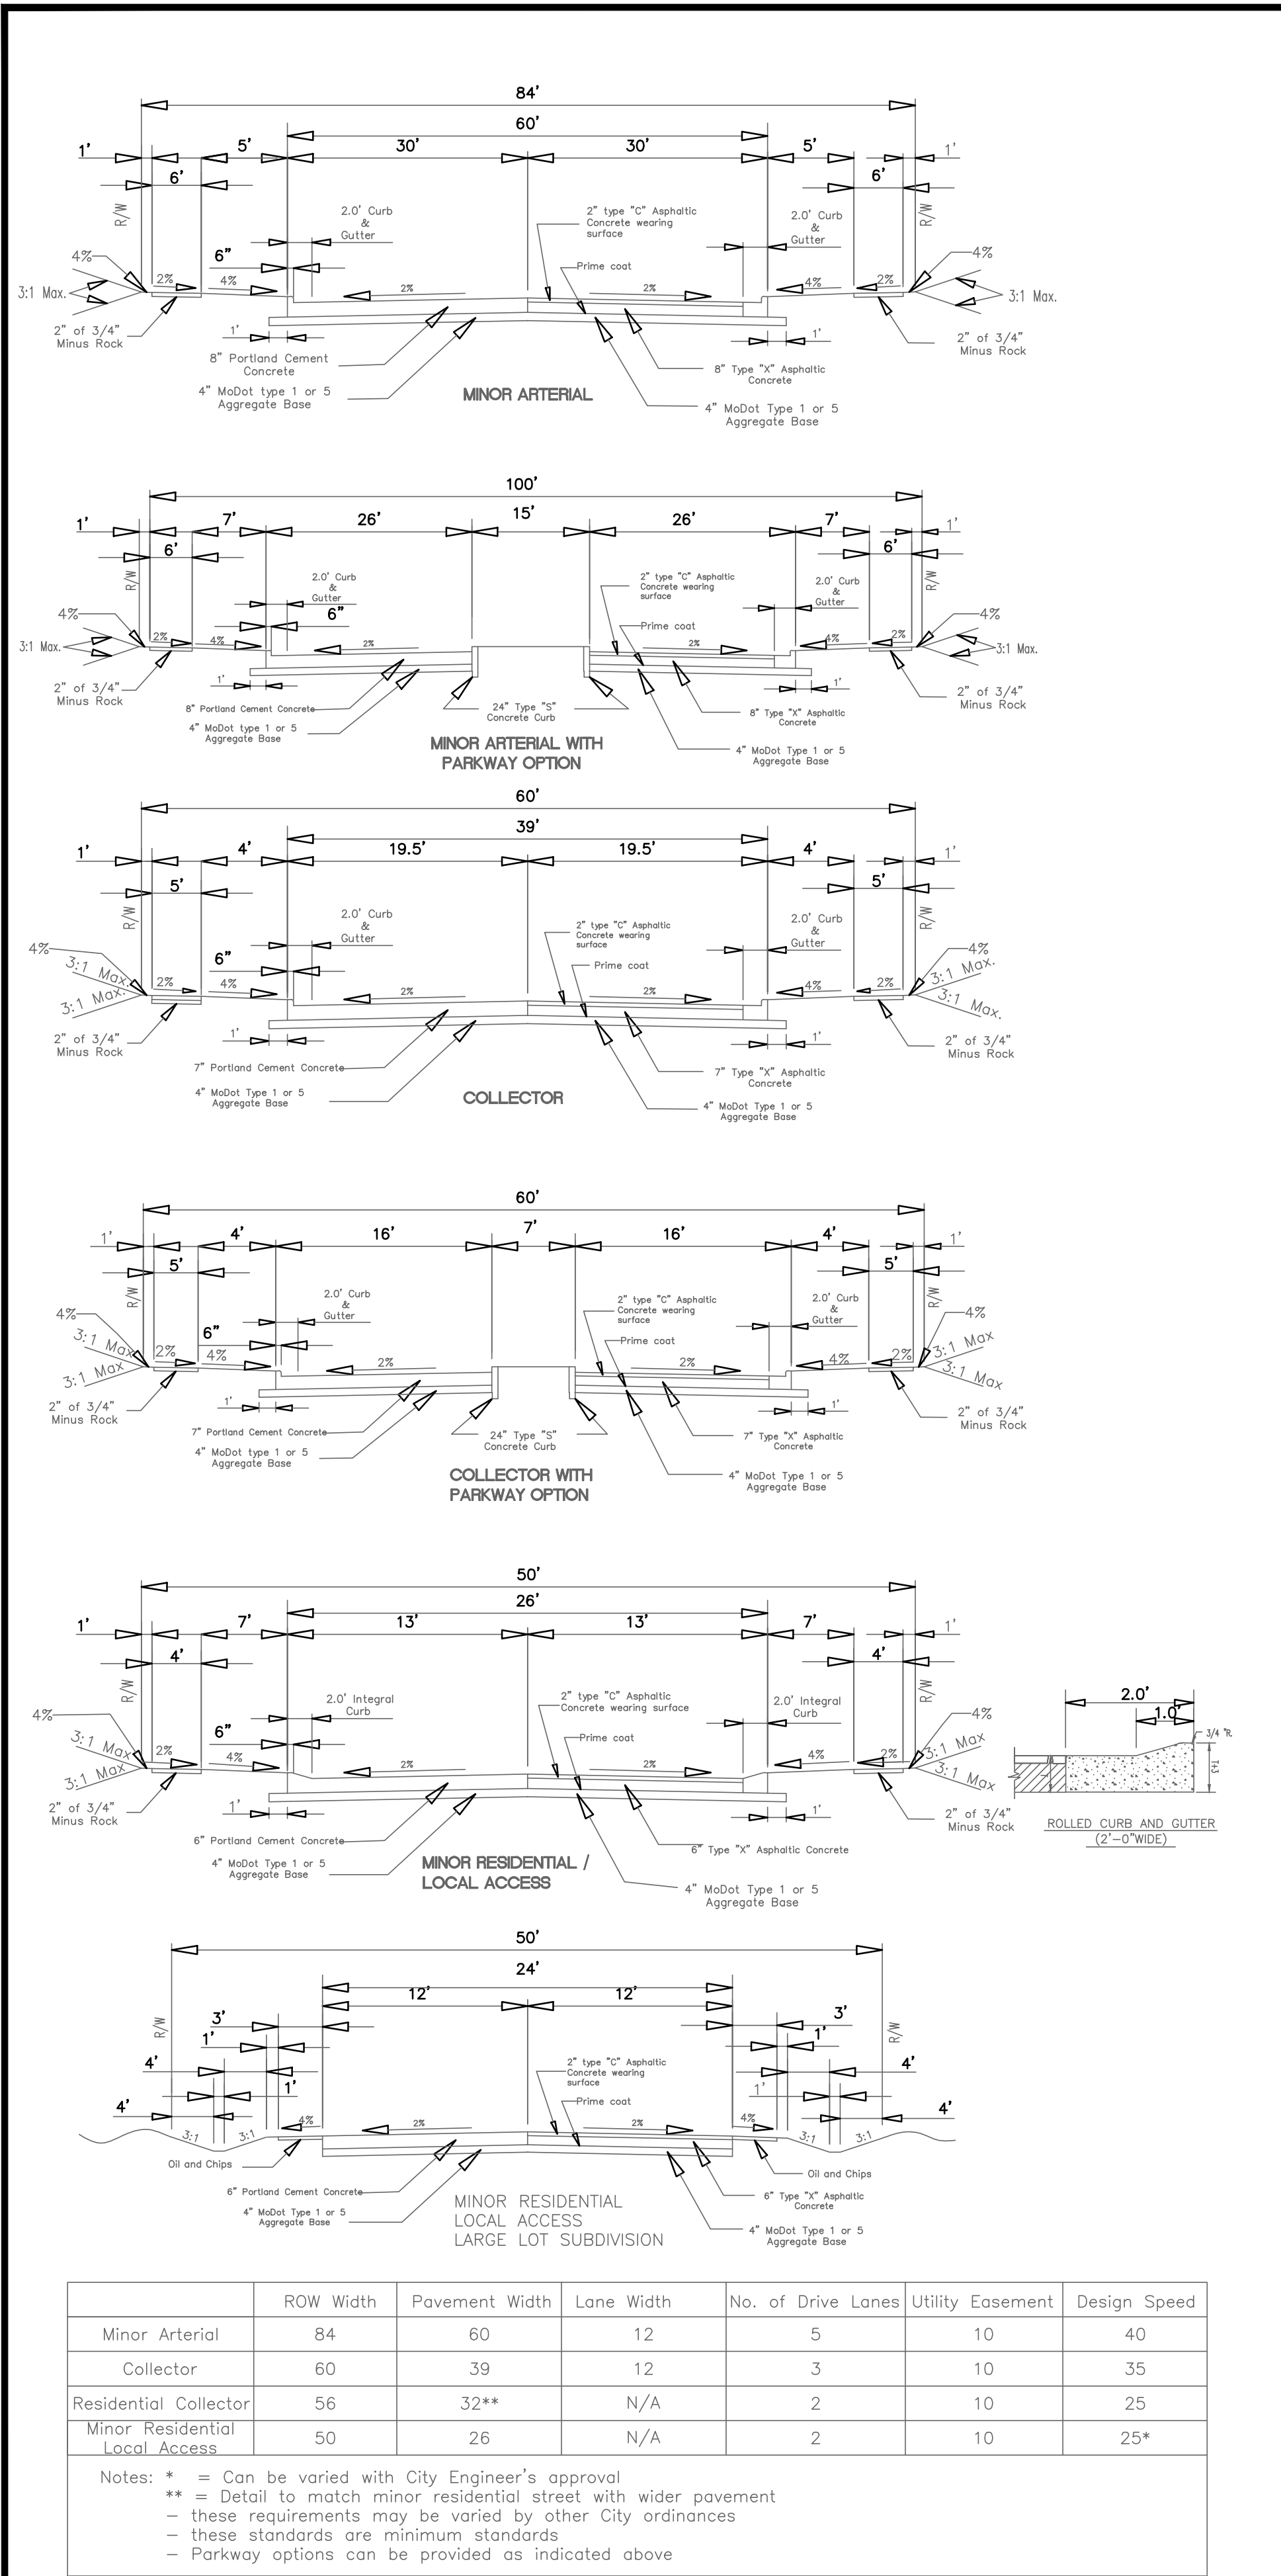 84'
60'
1' 5' 30' 30' 5' 1'
6' 6'
R/W R/W
2.0' Curb
&
Gutter
2" type "C" Asphaltic
Concrete wearing
surface
2.0' Curb
&
Gutter
6"
Prime coat
4% 4%
2% 4% 2% 2% 4% 2%
3:1 Max. 3:1 Max.
1' 1'
2" of 3/4"
Minus Rock
2" of 3/4"
Minus Rock
8" Portland Cement
Concrete
8" Type "X" Asphaltic
Concrete
4" MoDot type 1 or 5
Aggregate Base
MINOR ARTERIAL
4" MoDot Type 1 or 5
Aggregate Base
100'
1' 7' 26' 15' 26' 7' 1'
6' 6'
R/W R/W
2.0' Curb
&
Gutter
2" type "C" Asphaltic
Concrete wearing
surface
2.0' Curb
&
Gutter
6"
Prime coat
4% 4%
2% 4% 2% 2% 4% 2%
3:1 Max. 3:1 Max.
1' 1'
2" of 3/4"
Minus Rock
2" of 3/4"
Minus Rock
8" Portland Cement Concrete
24" Type "S"
Concrete Curb
8" Type "X" Asphaltic
Concrete
4" MoDot type 1 or 5
Aggregate Base
4" MoDot Type 1 or 5
Aggregate Base
MINOR ARTERIAL WITH
PARKWAY OPTION
60'
39'
1' 4' 19.5' 19.5' 4' 1'
5' 5'
R/W R/W
2.0' Curb
&
Gutter
2" type "C" Asphaltic
Concrete wearing
surface
2.0' Curb
&
Gutter
6"
Prime coat
4% 4%
3:1 Max. 3:1 Max.
3:1 Max. 3:1 Max.
2% 4% 2% 2% 4% 2%
1' 1'
2" of 3/4"
Minus Rock
2" of 3/4"
Minus Rock
7" Portland Cement Concrete
7" Type "X" Asphaltic
Concrete
4" MoDot Type 1 or 5
Aggregate Base
COLLECTOR
4" MoDot Type 1 or 5
Aggregate Base
60'
1' 4' 16' 7' 16' 4' 1'
5' 5'
R/W R/W
2.0' Curb
&
Gutter
2" type "C" Asphaltic
Concrete wearing
surface
2.0' Curb
&
Gutter
6"
Prime coat
4% 4%
3:1 Max 3:1 Max
3:1 Max 3:1 Max
2% 4% 2% 2% 4% 2%
1' 1'
2" of 3/4"
Minus Rock
2" of 3/4"
Minus Rock
7" Portland Cement Concrete
24" Type "S"
Concrete Curb
7" Type "X" Asphaltic
Concrete
4" MoDot type 1 or 5
Aggregate Base
4" MoDot Type 1 or 5
Aggregate Base
COLLECTOR WITH
PARKWAY OPTION
50'
26'
1' 7' 13' 13' 7' 1'
4' 4'
R/W R/W
2.0' Integral
Curb
2" type "C" Asphaltic
Concrete wearing surface
2.0' Integral
Curb
6"
Prime coat
4% 4%
3:1 Max 3:1 Max
3:1 Max 3:1 Max
2% 4% 2% 2% 4% 2%
1' 1'
2" of 3/4"
Minus Rock
2" of 3/4"
Minus Rock
6" Portland Cement Concrete
6" Type "X" Asphaltic Concrete
4" MoDot Type 1 or 5
Aggregate Base
MINOR RESIDENTIAL /
LOCAL ACCESS
4" MoDot Type 1 or 5
Aggregate Base
2.0'
1.0'
3/4 "R.
T+3
ROLLED CURB AND GUTTER
(2'-0"WIDE)
50'
24'
12' 12'
3' 3'
1' 1'
4' 4'
1' 1'
4' 4'
R/W R/W
2" type "C" Asphaltic
Concrete wearing
surface
Prime coat
3:1 3:1 4% 2% 2% 4% 3:1 3:1
Oil and Chips
Oil and Chips
6" Portland Cement Concrete
6" Type "X" Asphaltic
Concrete
4" MoDot Type 1 or 5
Aggregate Base
4" MoDot Type 1 or 5
Aggregate Base
MINOR RESIDENTIAL
LOCAL ACCESS
LARGE LOT SUBDIVISION
ROW Width Pavement Width Lane Width No. of Drive Lanes Utility Easement Design Speed
Minor Arterial 84 60 12 5 10 40
Collector 60 39 12 3 10 35
Residential Collector 56 32** N/A 2 10 25
Minor Residential
Local Access 50 26 N/A 2 10 25*
Notes: * = Can be varied with City Engineer's approval
** = Detail to match minor residential street with wider pavement
- these requirements may be varied by other City ordinances
- these standards are minimum standards
- Parkway options can be provided as indicated above